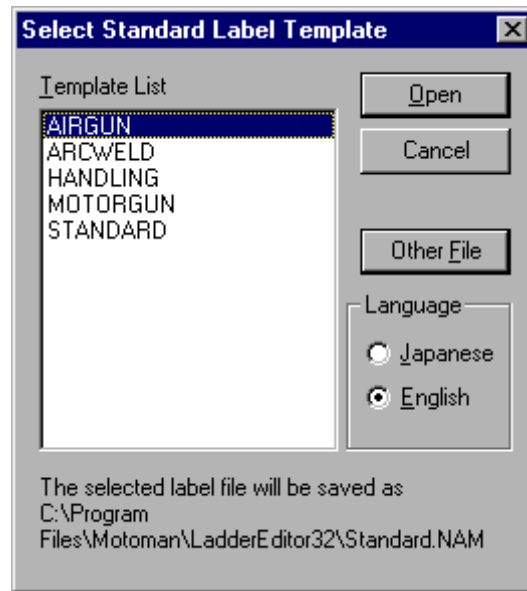 Select Standard Label Template
Template List
AIRGUN
ARCWELD
HANDLING
MOTORGUN
STANDARD
Open
Cancel
Other File
Language
Japanese
English
The selected label file will be saved as
C:\Program
Files\Motoman\LadderEditor32\Standard.NAM